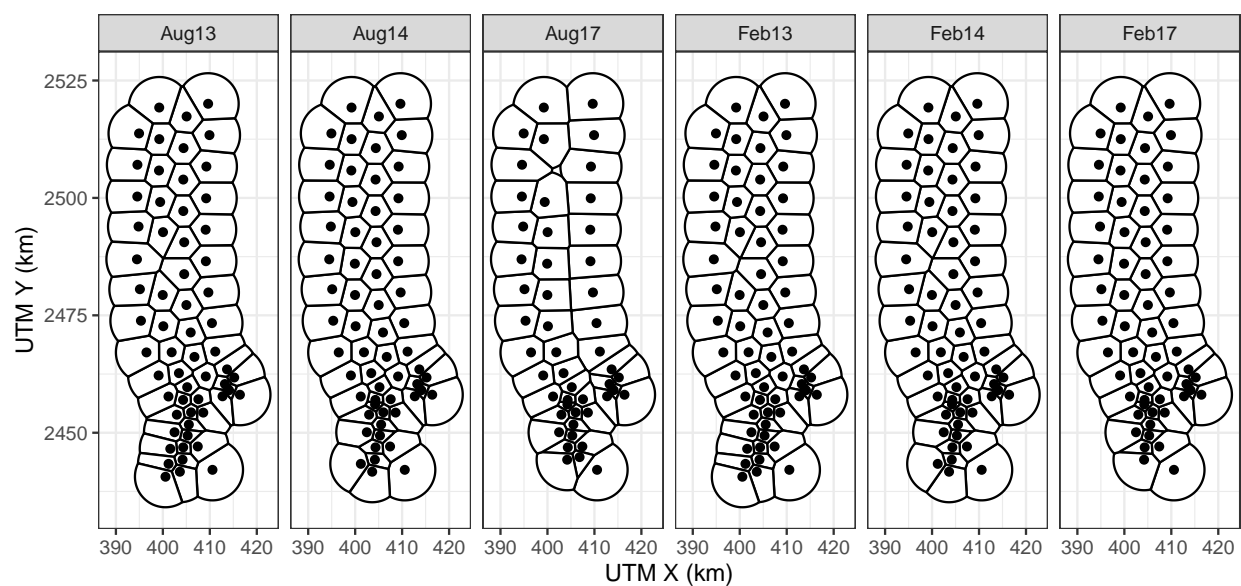 Aug13 Aug14 Aug17 Feb13 Feb14 Feb17
2525
2500
2475
2450
UTM Y (km)
390 400 410 420 390 400 410 420 390 400 410 420 390 400 410 420 390 400 410 420 390 400 410 420
UTM X (km)